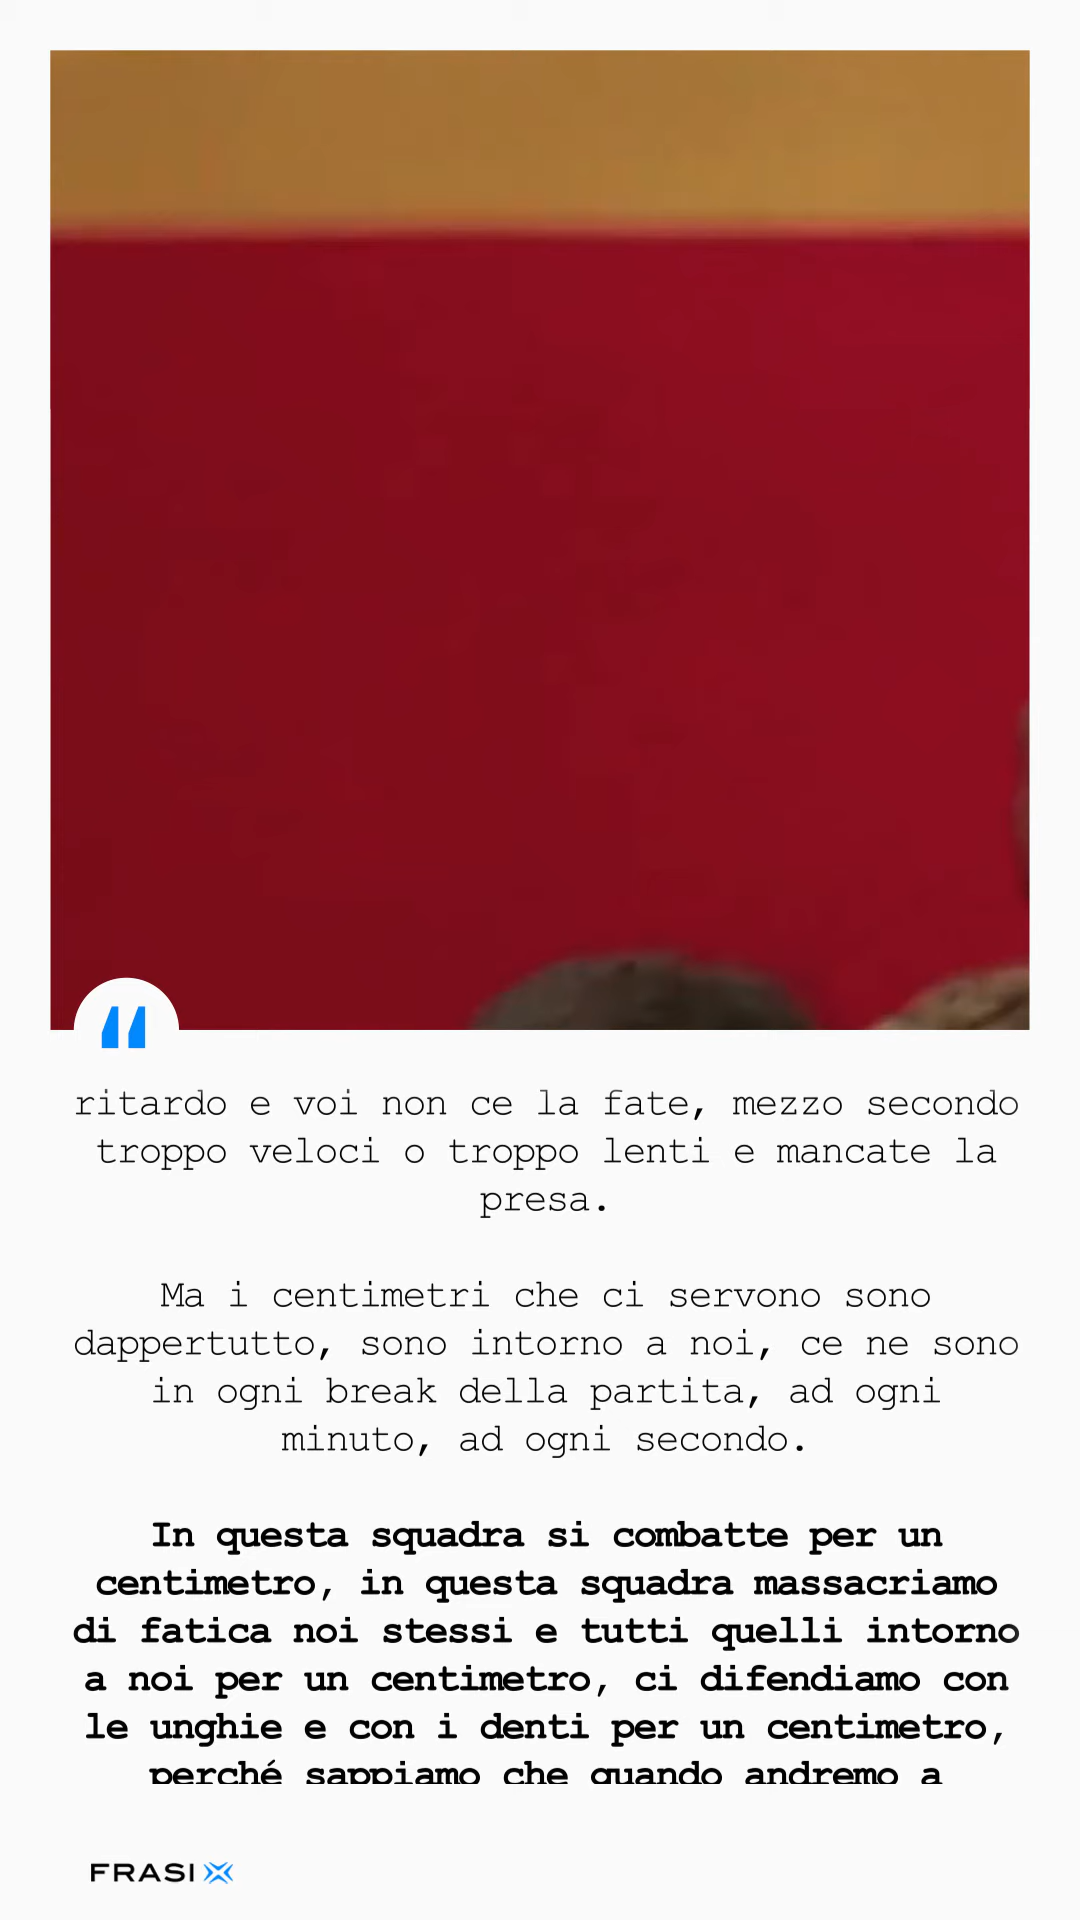 ritardo e voi non ce la fate, mezzo secondo
troppo veloci o troppo lenti e mancate la
presa.
Ma i centimetri che ci servono sono
dappertutto, sono intorno a noi, ce ne sono
in ogni break della partita, ad ogni
minuto, ad ogni secondo.
In questa squadra si combatte per un
centimetro, in questa squadra massacriamo
di fatica noi stessi e tutti quelli intorno
a noi per un centimetro, ci difendiamo con
le unghie e con i denti per un centimetro,
perché sappiamo che quando andremo a
FRASI